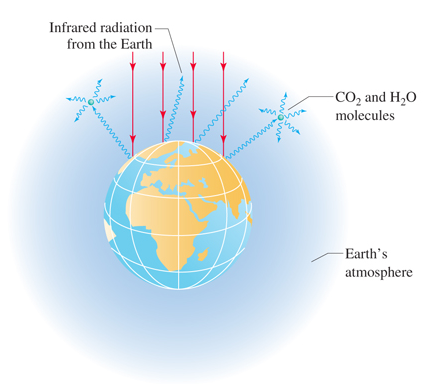 Infrared radiation
from the Earth
CO₂ and H₂O
molecules
Earth's
atmosphere